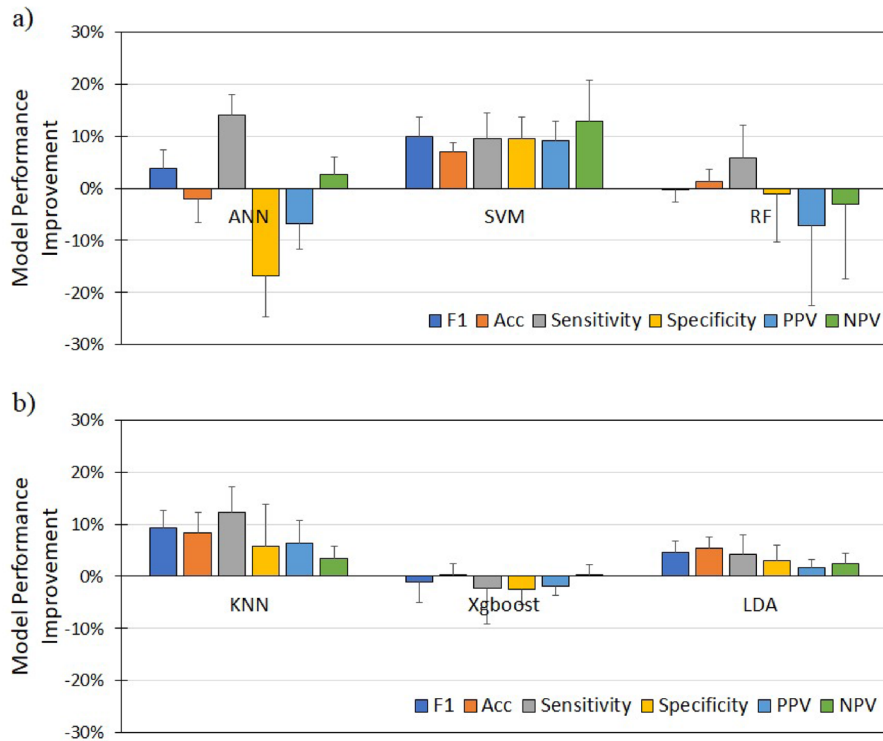 a)
30%
20%
10%
0%
-10%
-20%
-30%
Model Performance
Improvement
ANN SVM RF
F1 Acc Sensitivity Specificity PPV NPV
b)
30%
20%
10%
0%
-10%
-20%
-30%
Model Performance
Improvement
KNN Xgboost LDA
F1 Acc Sensitivity Specificity PPV NPV